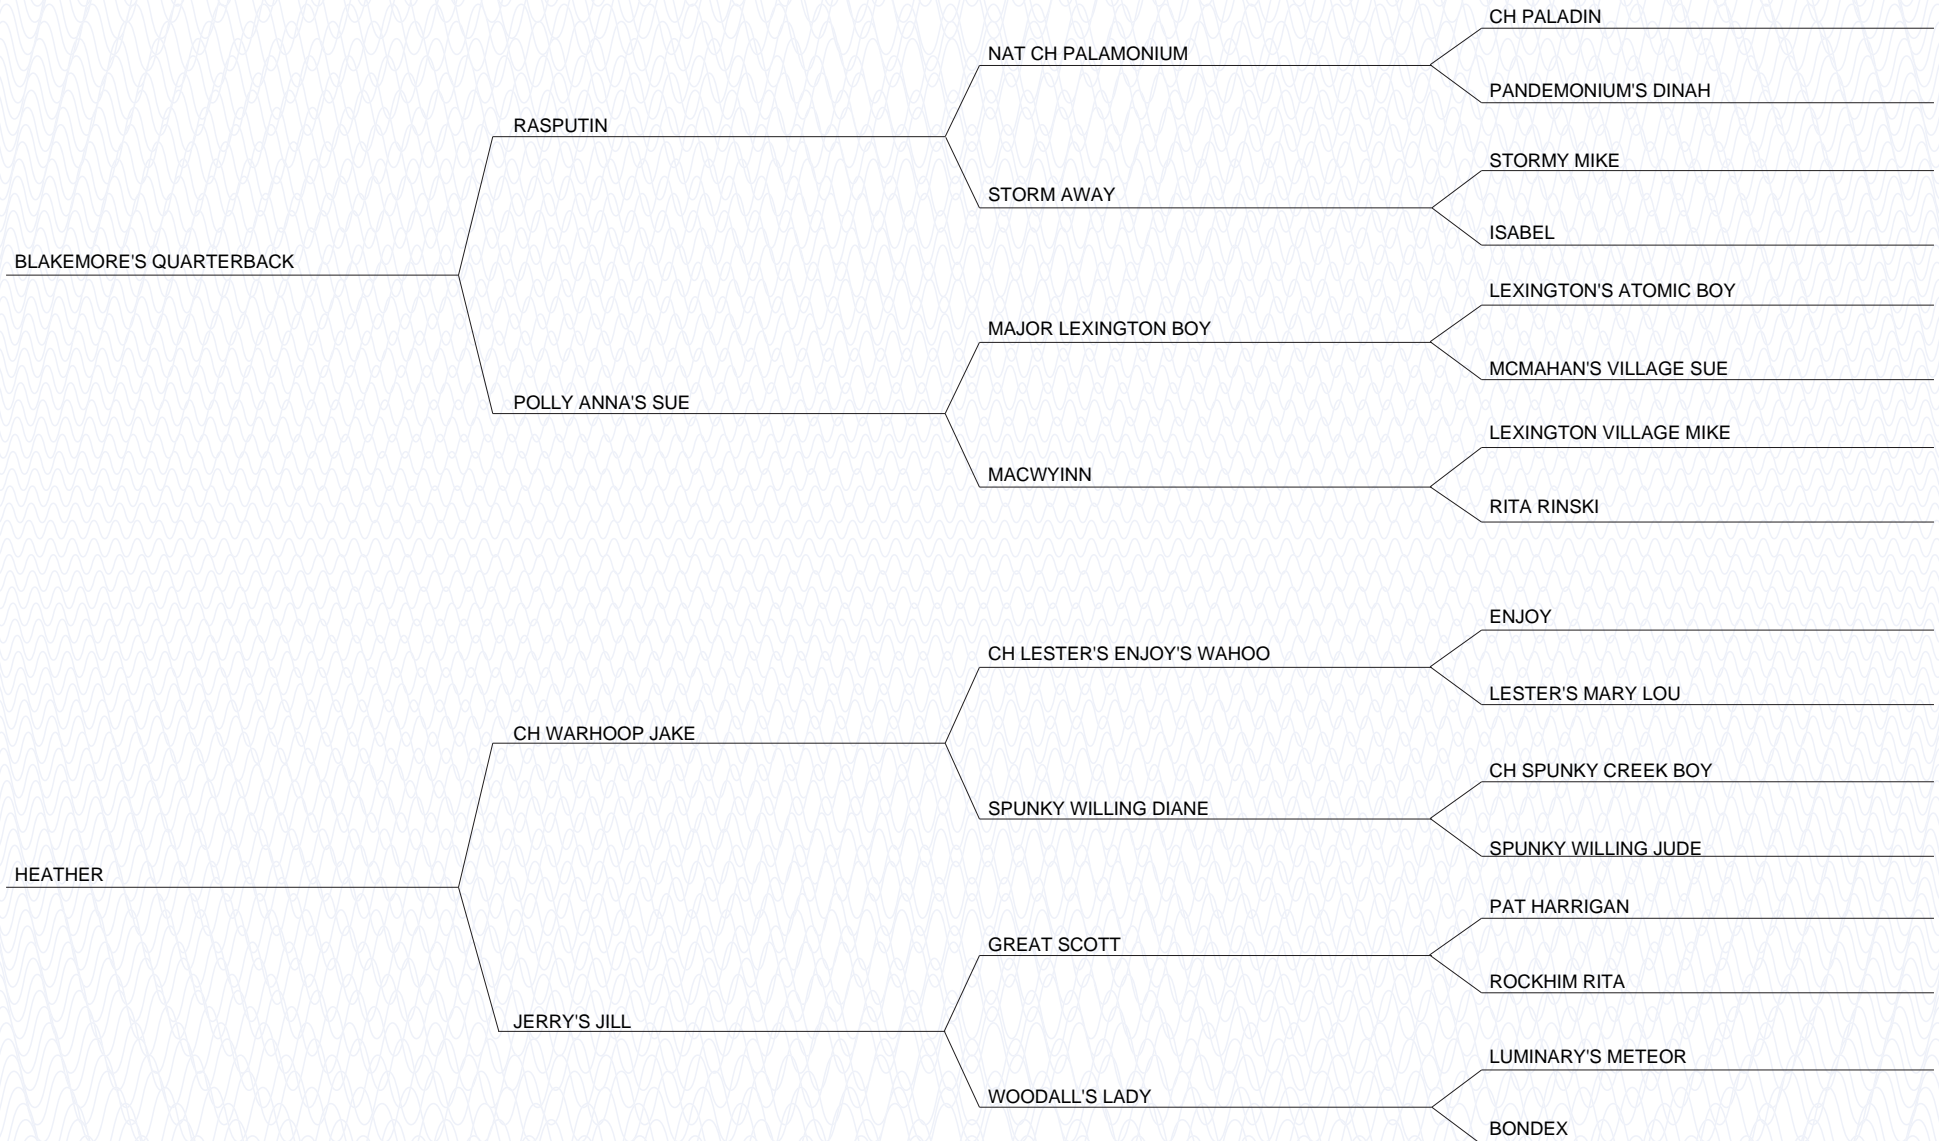 CH PALADIN
NAT CH PALAMONIUM
PANDEMONIUM'S DINAH
RASPUTIN
STORMY MIKE
STORM AWAY
ISABEL
BLAKEMORE'S QUARTERBACK
LEXINGTON'S ATOMIC BOY
MAJOR LEXINGTON BOY
MCMAHAN'S VILLAGE SUE
POLLY ANNA'S SUE
LEXINGTON VILLAGE MIKE
MACWYINN
RITA RINSKI
ENJOY
CH LESTER'S ENJOY'S WAHOO
LESTER'S MARY LOU
CH WARHOOP JAKE
CH SPUNKY CREEK BOY
SPUNKY WILLING DIANE
SPUNKY WILLING JUDE
HEATHER
PAT HARRIGAN
GREAT SCOTT
ROCKHIM RITA
JERRY'S JILL
LUMINARY'S METEOR
WOODALL'S LADY
BONDEX